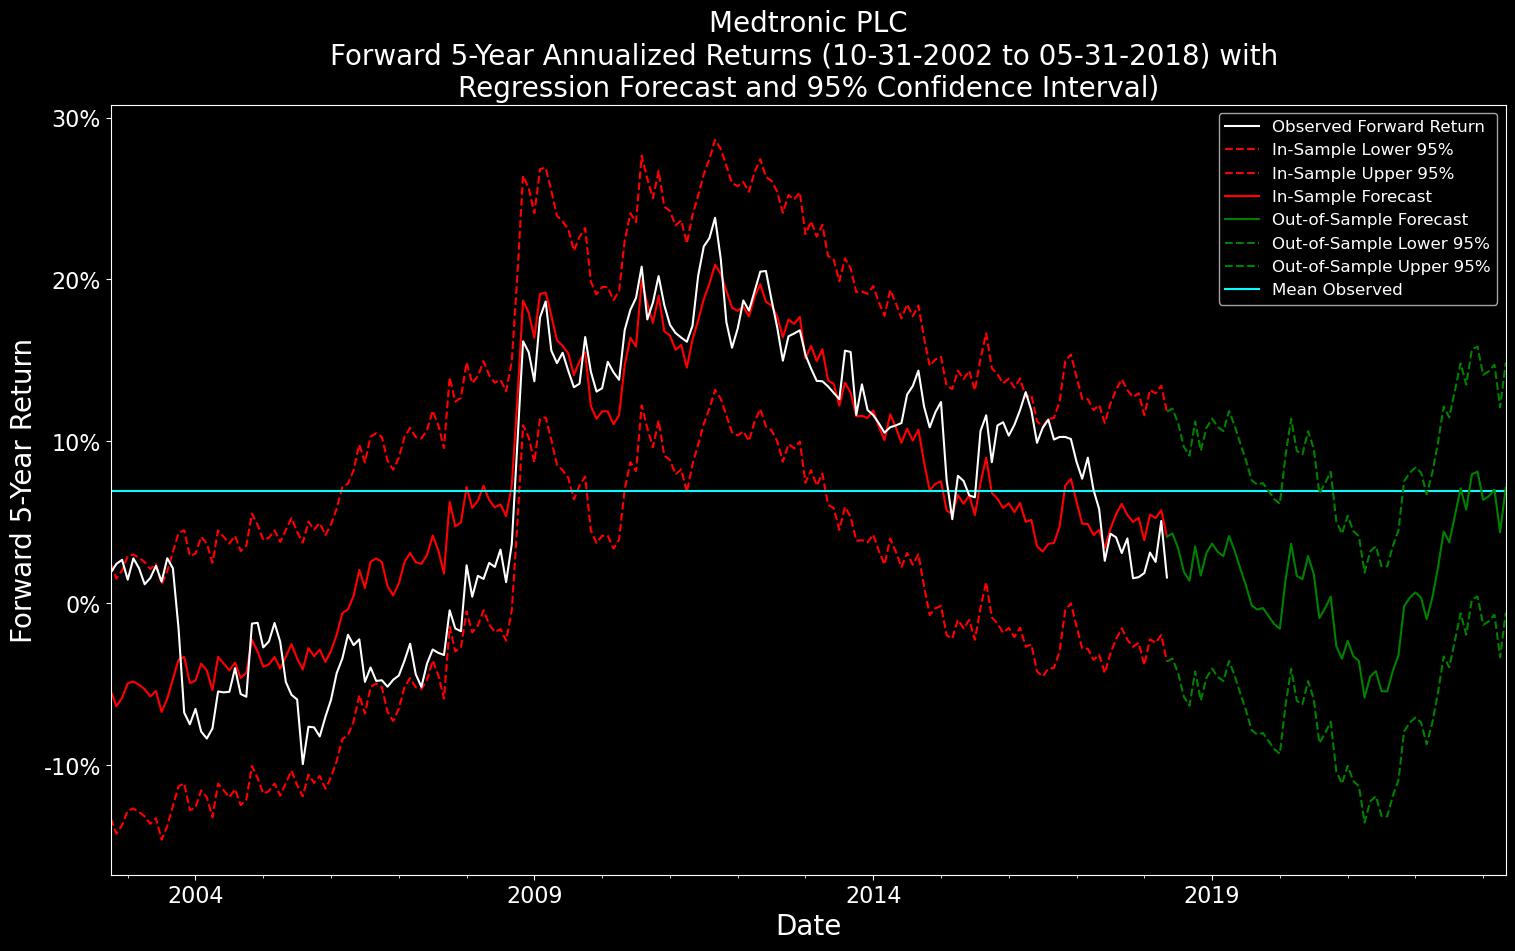 Medtronic PLC
Forward 5-Year Annualized Returns (10-31-2002 to 05-31-2018) with
Regression Forecast and 95% Confidence Interval)
Forward 5-Year Return
30%
20%
10%
0%
-10%
Observed Forward Return
In-Sample Lower 95%
In-Sample Upper 95%
In-Sample Forecast
Out-of-Sample Forecast
Out-of-Sample Lower 95%
Out-of-Sample Upper 95%
Mean Observed
2004 2009 2014 2019
Date